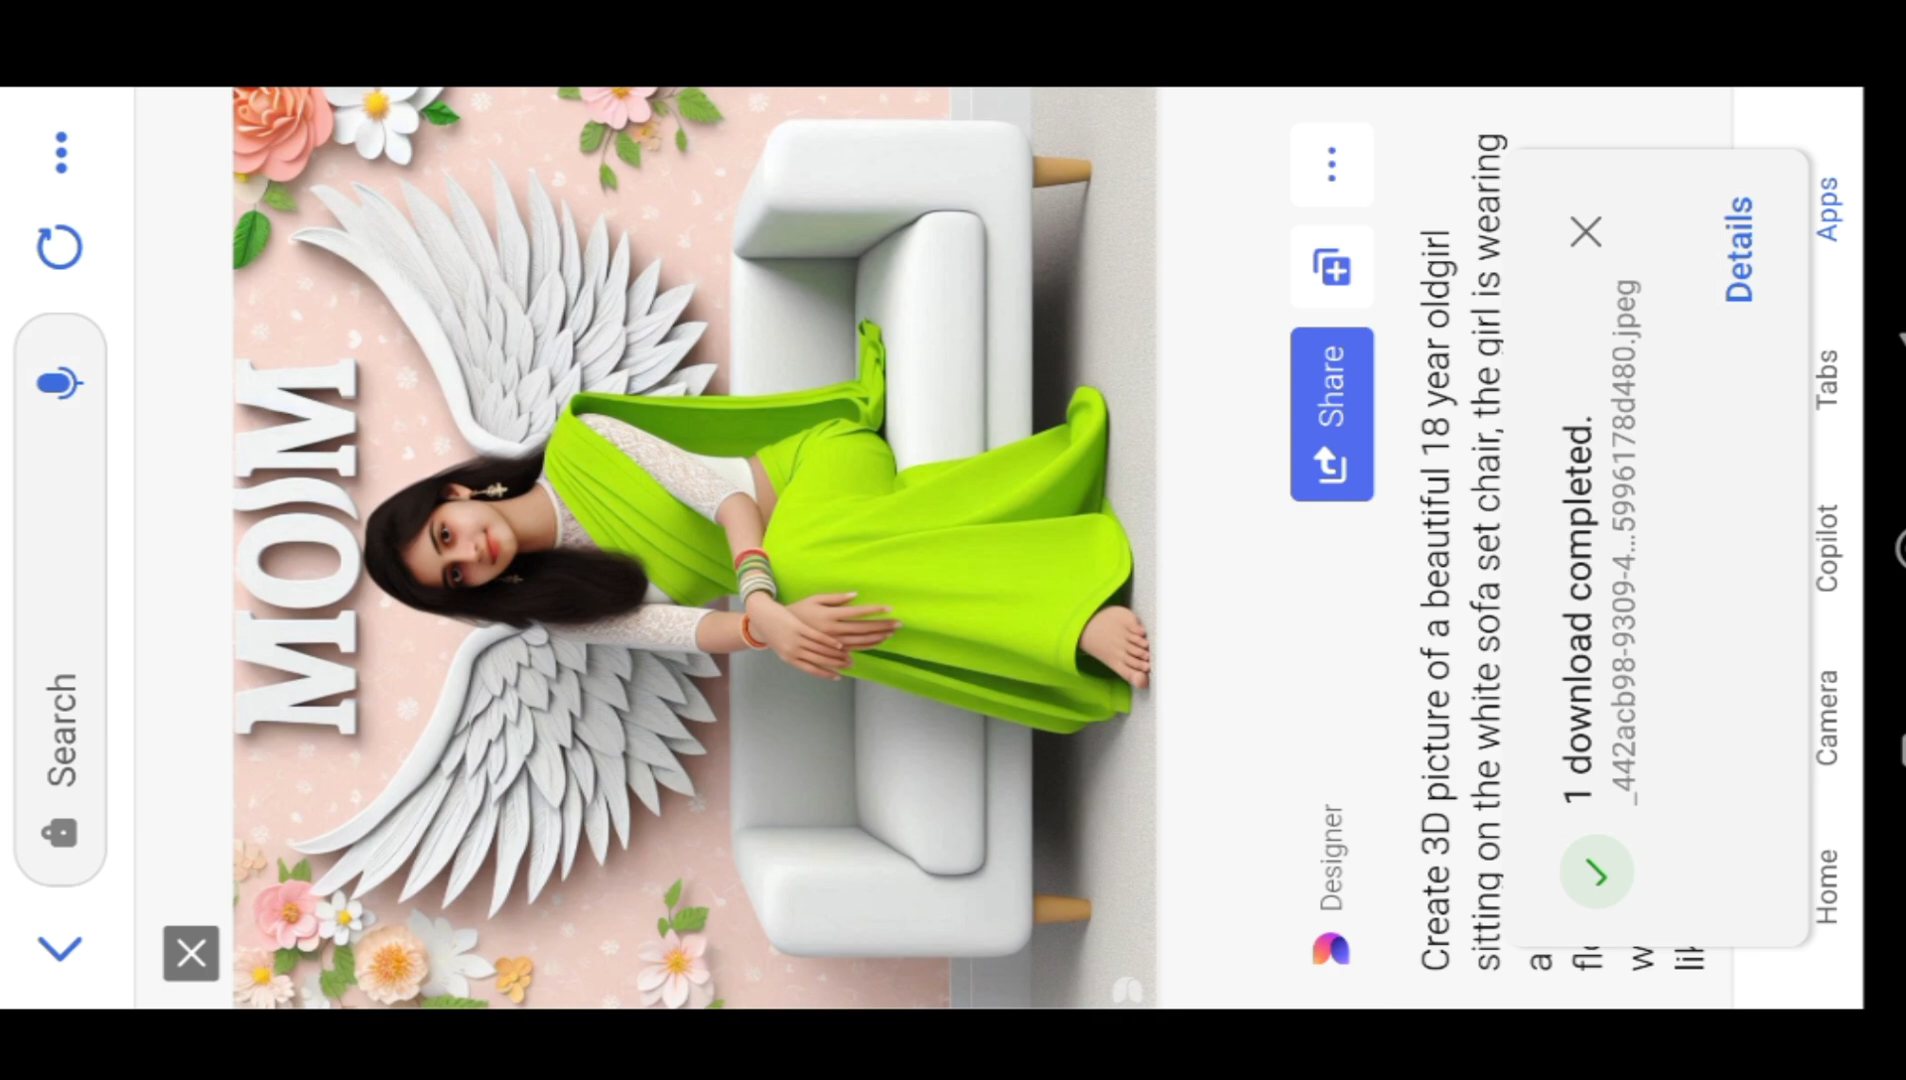 Search
MOM
Designer
Share
Create 3D picture of a beautiful 18 year oldgirl
sitting on the white sofa set chair, the girl is wearing
a
1 download completed.
_442acb98-9309-4...5996178d480.jpeg
Details
Home
Camera
Copilot
Tabs
Apps